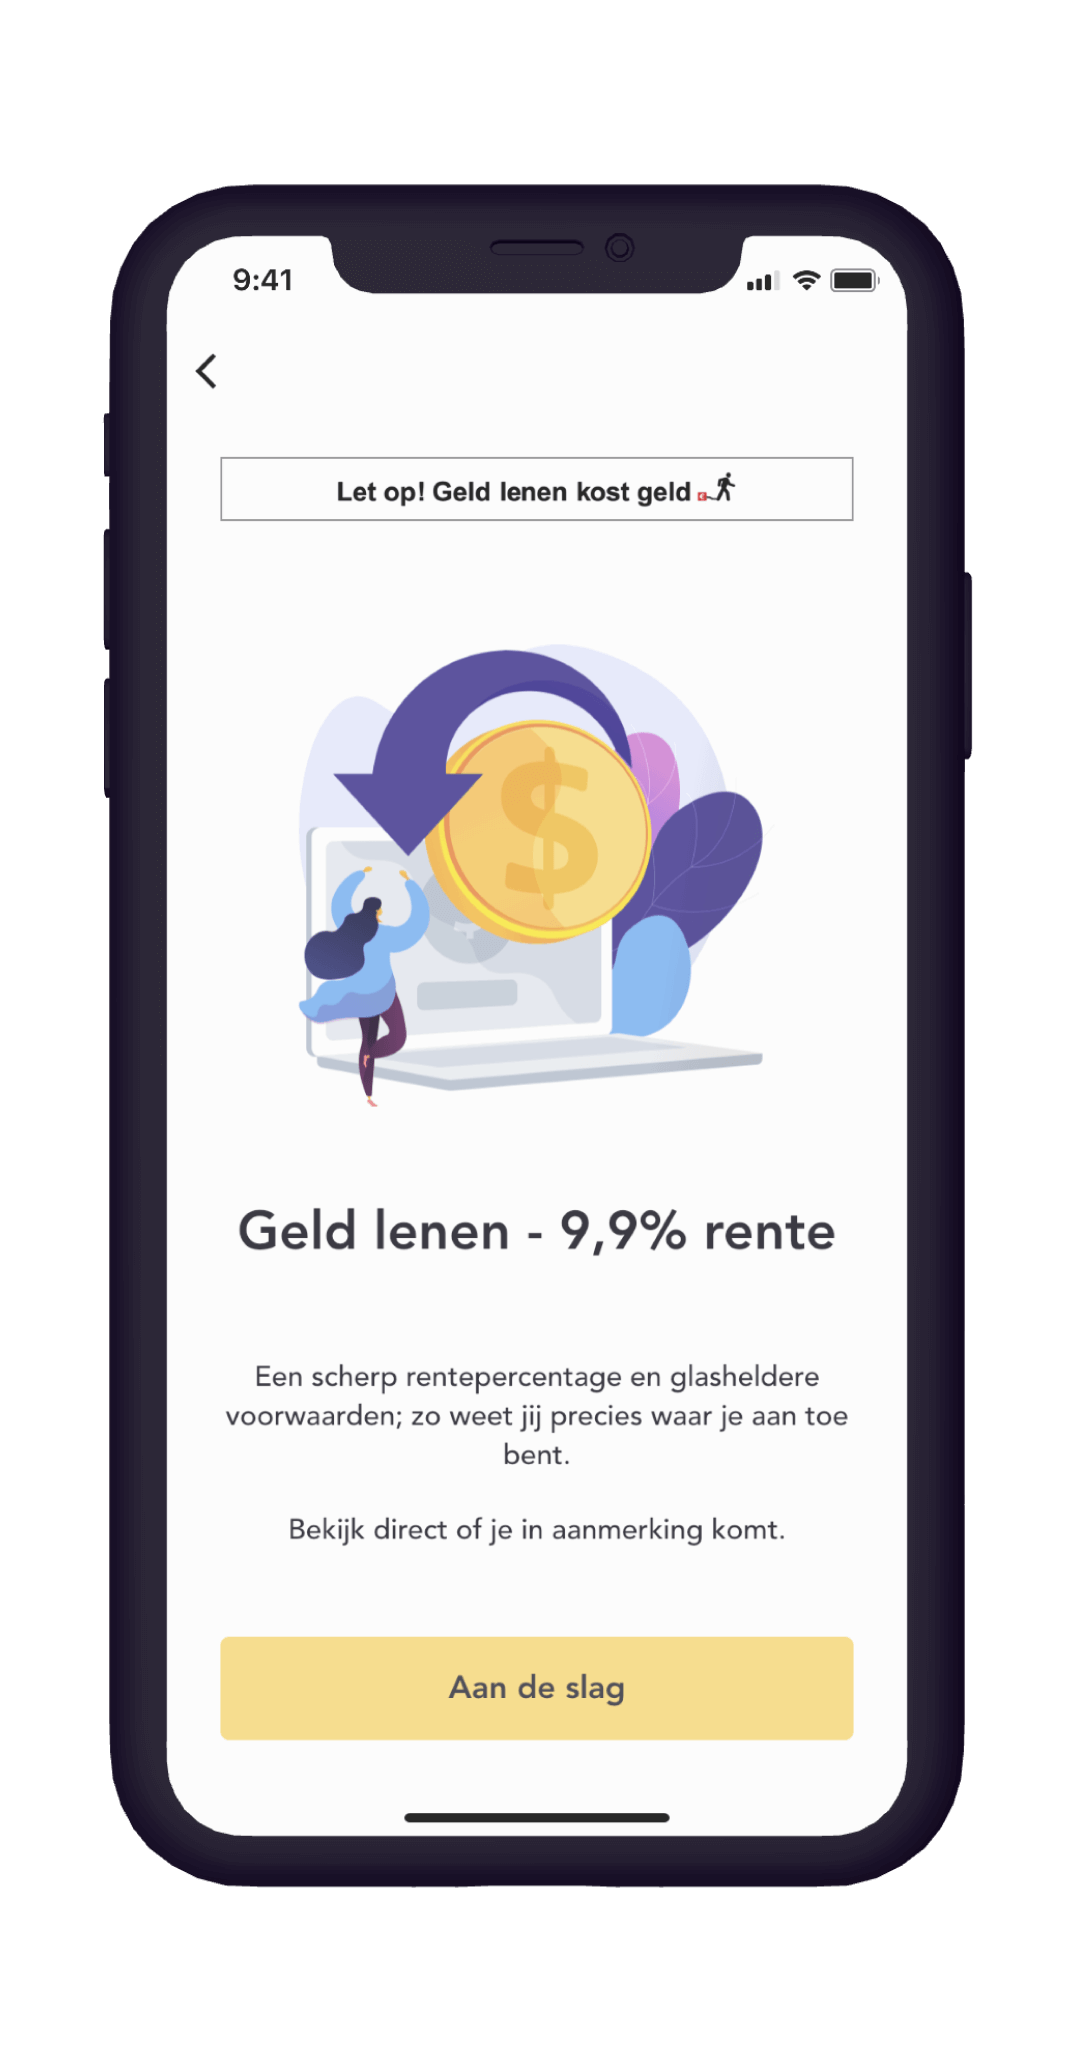 9:41
Let op! Geld lenen kost geld
$
Geld lenen - 9,9% rente
Een scherp rentepercentage en glasheldere
voorwaarden; zo weet jij precies waar je aan toe
bent.
Bekijk direct of je in aanmerking komt.
Aan de slag